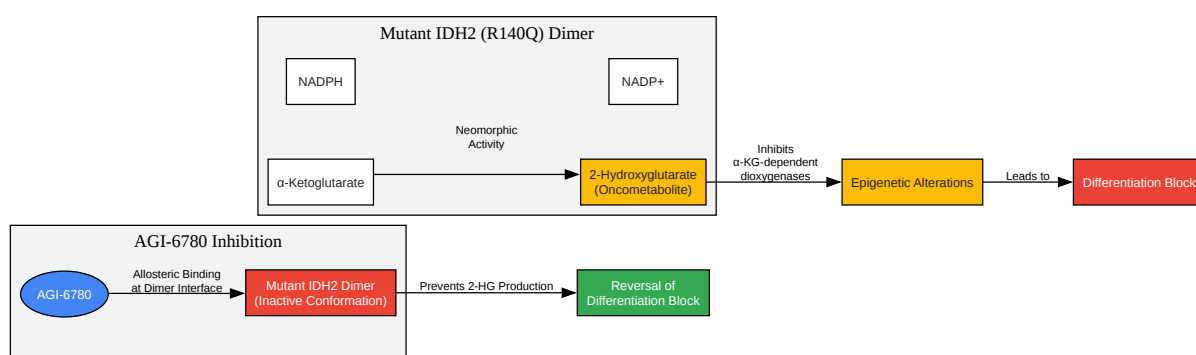 Mutant IDH2 (R140Q) Dimer
NADPH
NADP+
Neomorphic
Activity
α-Ketoglutarate
2-Hydroxyglutarate
(Oncometabolite)
Inhibits
α-KG-dependent
dioxygenases
Epigenetic Alterations
Leads to
Differentiation Block
AGI-6780 Inhibition
AGI-6780
Allosteric Binding
at Dimer Interface
Mutant IDH2 Dimer
(Inactive Conformation)
Prevents 2-HG Production
Reversal of
Differentiation Block